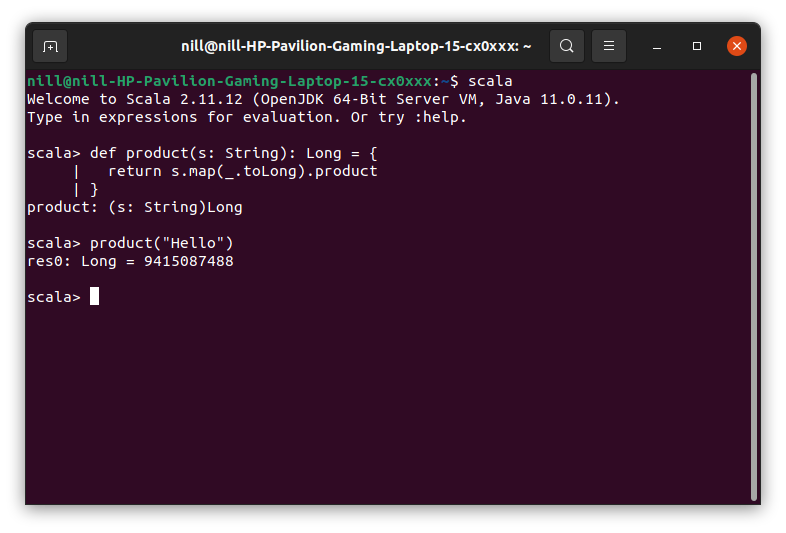 nill@nill-HP-Pavilion-Gaming-Laptop-15-cx0xxx: ~
nill@nill-HP-Pavilion-Gaming-Laptop-15-cx0xxx:~$ scala
Welcome to Scala 2.11.12 (OpenJDK 64-Bit Server VM, Java 11.0.11).
Type in expressions for evaluation. Or try :help.
scala> def product(s: String): Long = {
     |   return s.map(_.toLong).product
     | }
product: (s: String)Long
scala> product("Hello")
res0: Long = 9415087488
scala>